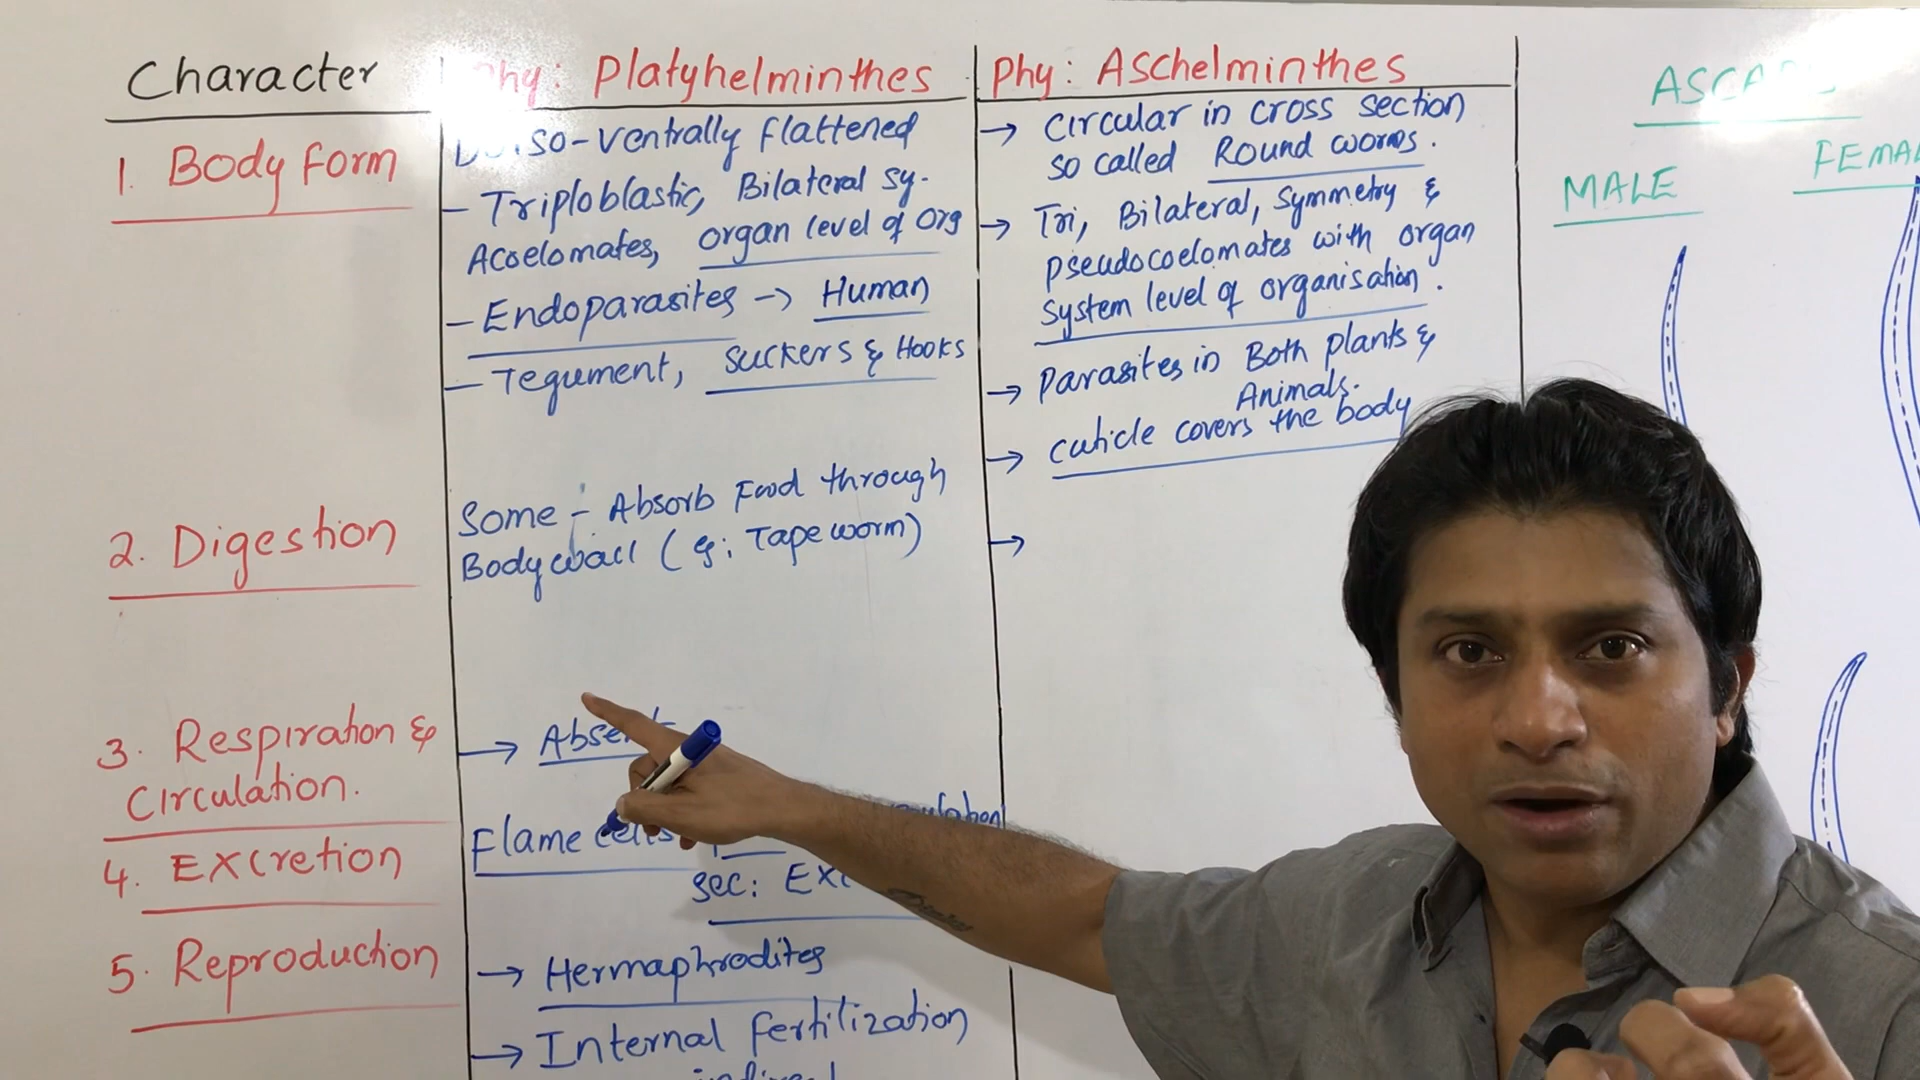 Character
Phy: Platyhelminthes
Phy: Aschelminthes
1. Body form
so-ventrally flattened
- Triploblastic, Bilateral sy.
Acoelomates, organ level of org
- Endoparasites → Human
- Tegument, suckers & Hooks
→ circular in cross section
so called Round worms.
→ Tri, Bilateral, Symmetry &
pseudocoelomates with organ
system level of organisation.
→ Parasites in Both plants &
Animals.
→ cuticle covers the body
2. Digestion
Some - Absorb Food through
Body wall (eg; Tape worm)
→
3. Respiration &
Circulation.
→ Absent
4. Excretion
Flame cells
sec: Ex
5. Reproduction
→ Hermaphrodites
→ Internal fertilization
MALE